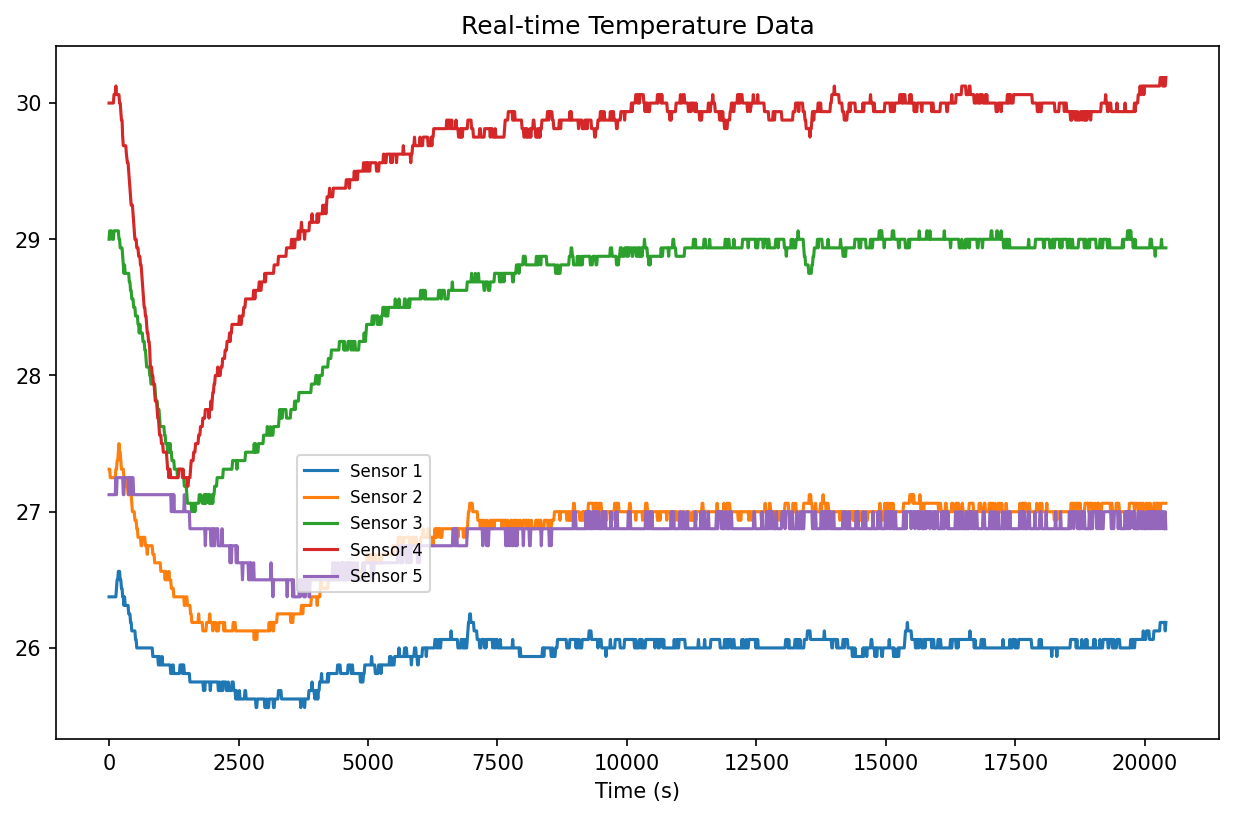 Real-time Temperature Data
30
29
28
27
26
Sensor 1
Sensor 2
Sensor 3
Sensor 4
Sensor 5
0 2500 5000 7500 10000 12500 15000 17500 20000
Time (s)